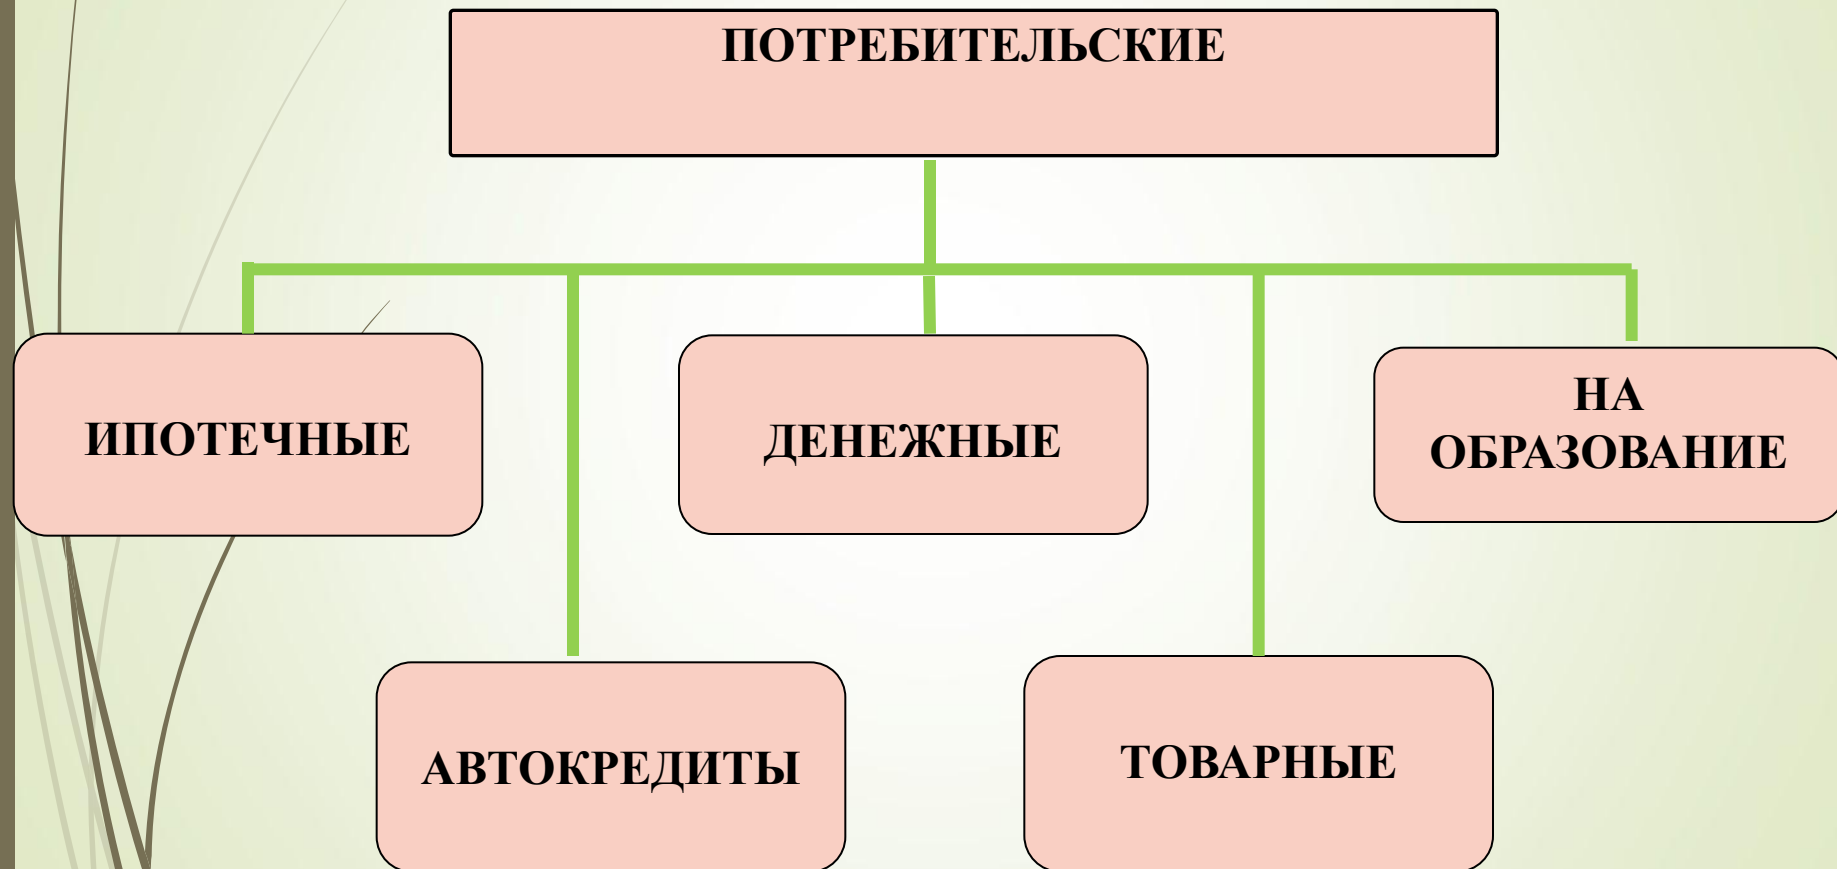 ПОТРЕБИТЕЛЬСКИЕ
ИПОТЕЧНЫЕ
ДЕНЕЖНЫЕ
НА
ОБРАЗОВАНИЕ
АВТОКРЕДИТЫ
ТОВАРНЫЕ